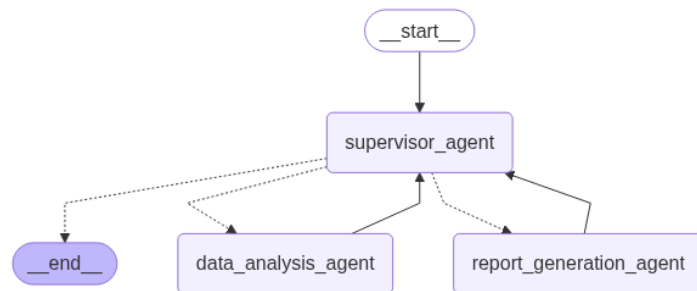 __start__
supervisor_agent
__end__
data_analysis_agent
report_generation_agent